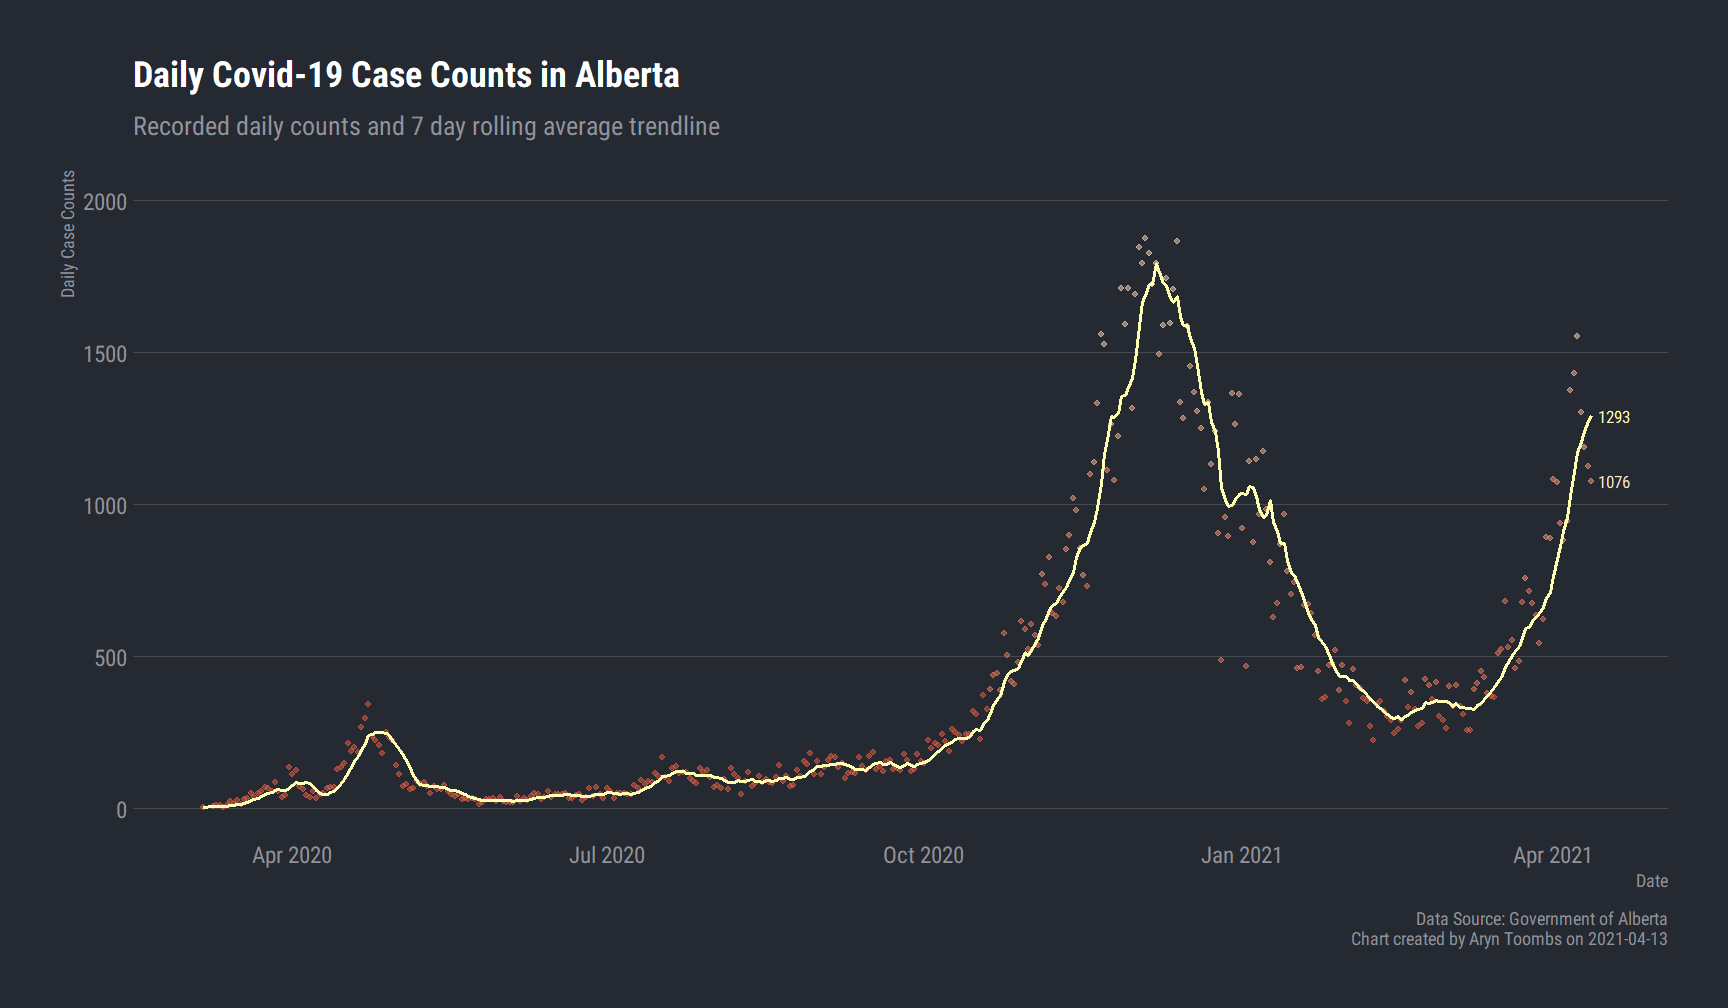 Daily Covid-19 Case Counts in Alberta
Recorded daily counts and 7 day rolling average trendline
Daily Case Counts
2000
1500
1000
500
0
1293
1076
Apr 2020
Jul 2020
Oct 2020
Jan 2021
Apr 2021
Date
Data Source: Government of Alberta
Chart created by Aryn Toombs on 2021-04-13